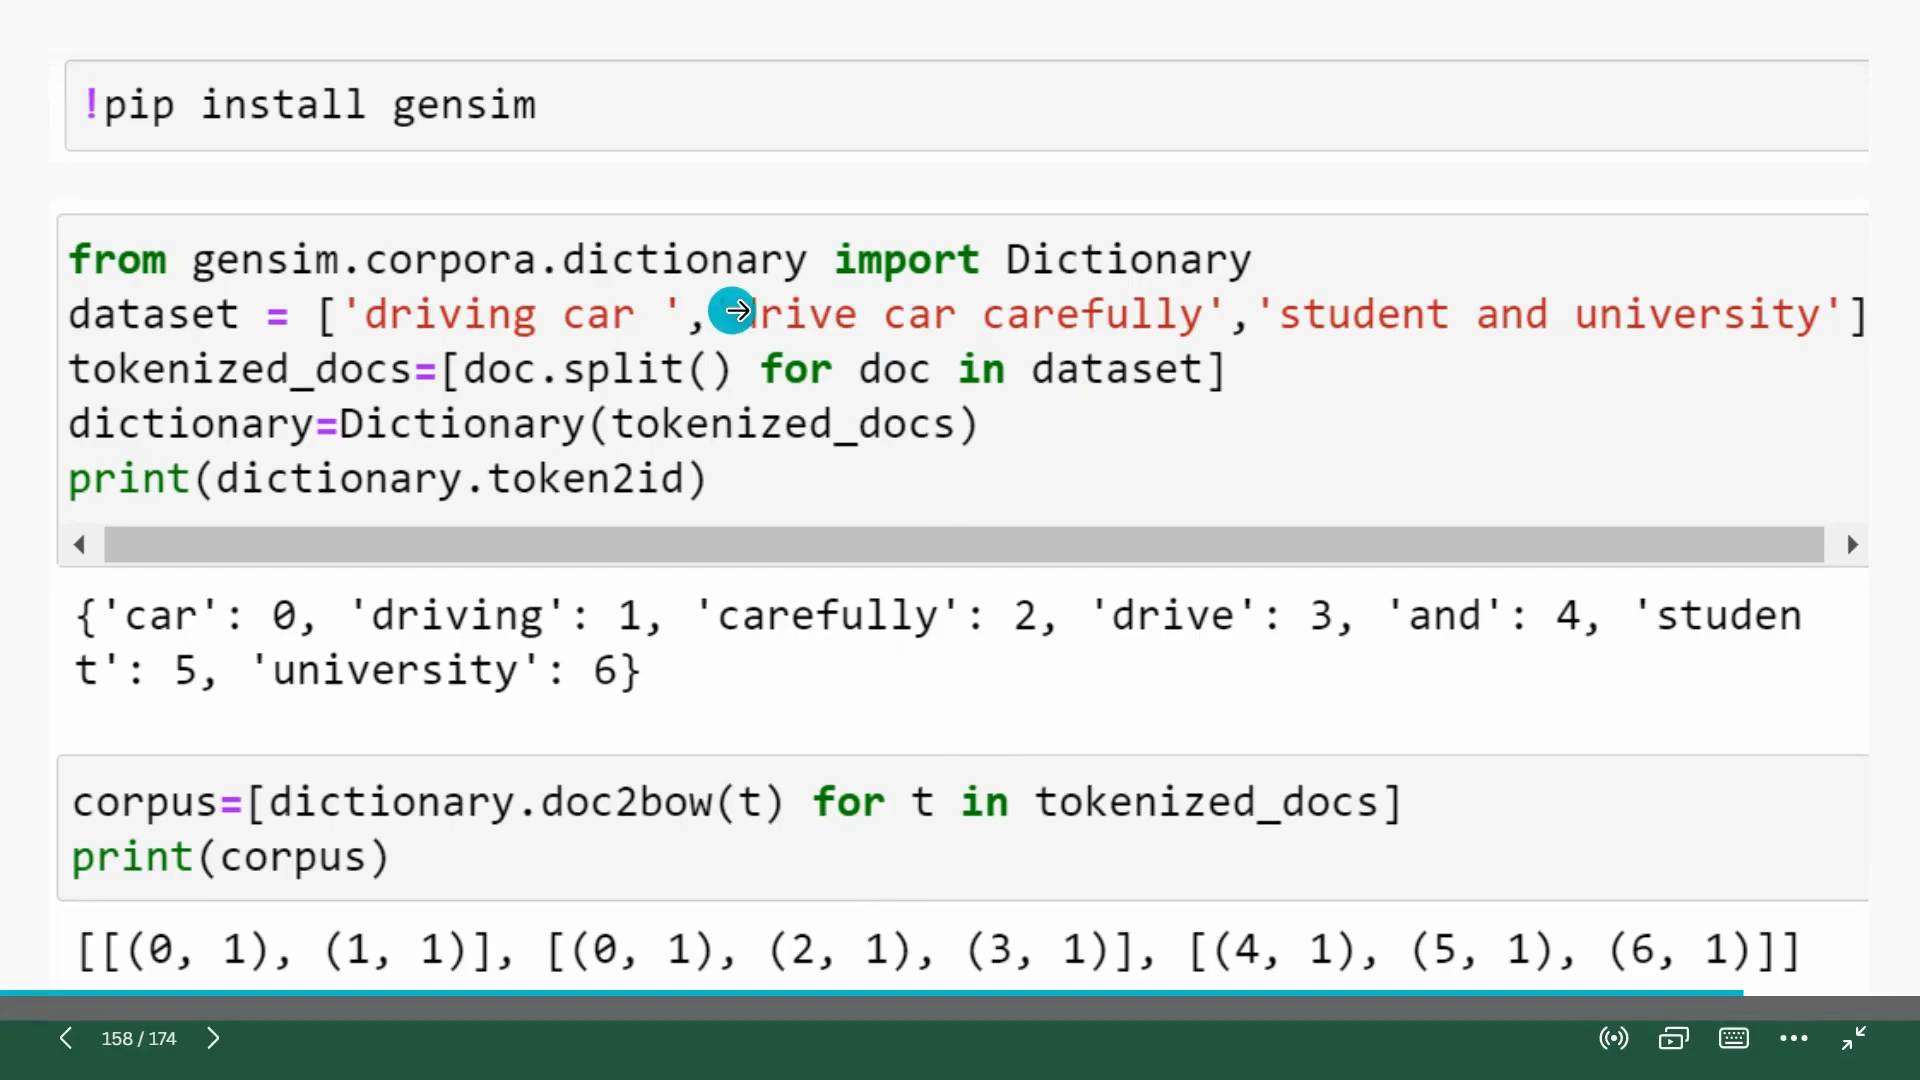 !pip install gensim
from gensim.corpora.dictionary import Dictionary
dataset = ['driving car ', rive car carefully','student and university']
tokenized_docs=[doc.split() for doc in dataset]
dictionary=Dictionary(tokenized_docs)
print(dictionary.token2id)
{'car': 0, 'driving': 1, 'carefully': 2, 'drive': 3, 'and': 4, 'studen
t': 5, 'university': 6}
corpus=[dictionary.doc2bow(t) for t in tokenized_docs]
print(corpus)
[[(0, 1), (1, 1)], [(0, 1), (2, 1), (3, 1)], [(4, 1), (5, 1), (6, 1)]]
158 / 174